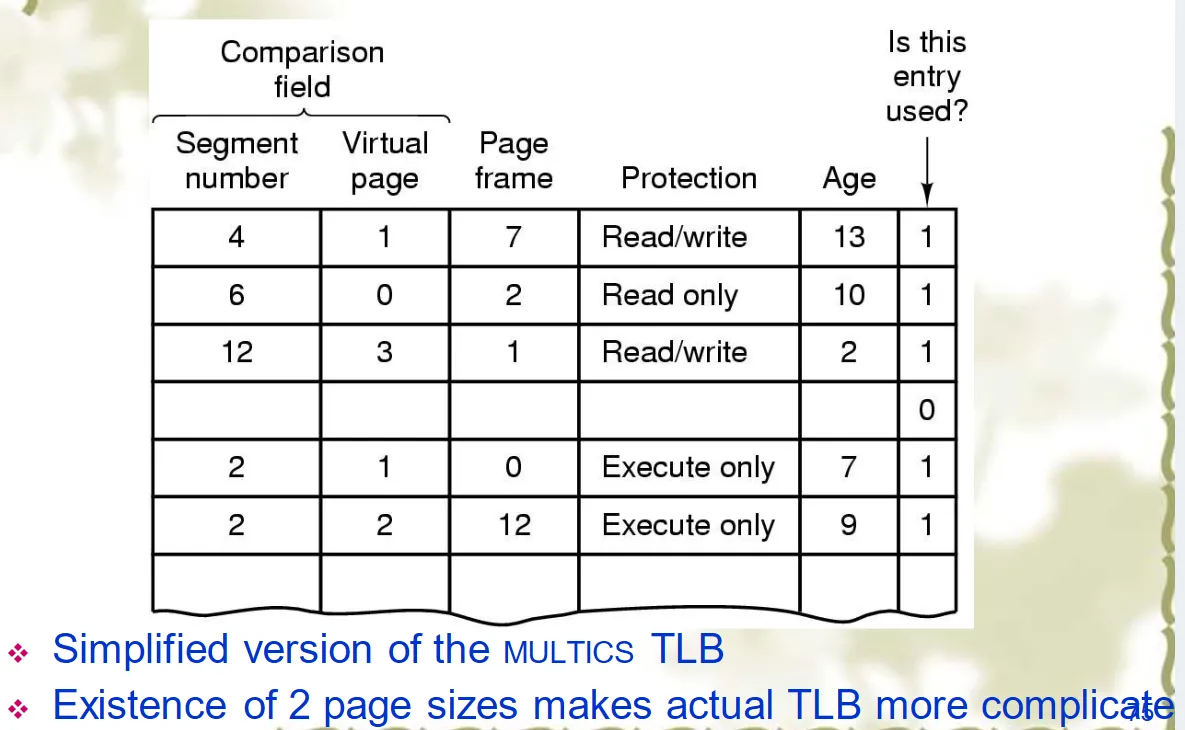 Comparison
field
Is this
entry
used?
Segment
number
Virtual
page
Page
frame
Protection
Age
4 1 7 Read/write 13 1
6 0 2 Read only 10 1
12 3 1 Read/write 2 1
0
2 1 0 Execute only 7 1
2 2 12 Execute only 9 1
Simplified version of the MULTICS TLB
Existence of 2 page sizes makes actual TLB more complicate
75